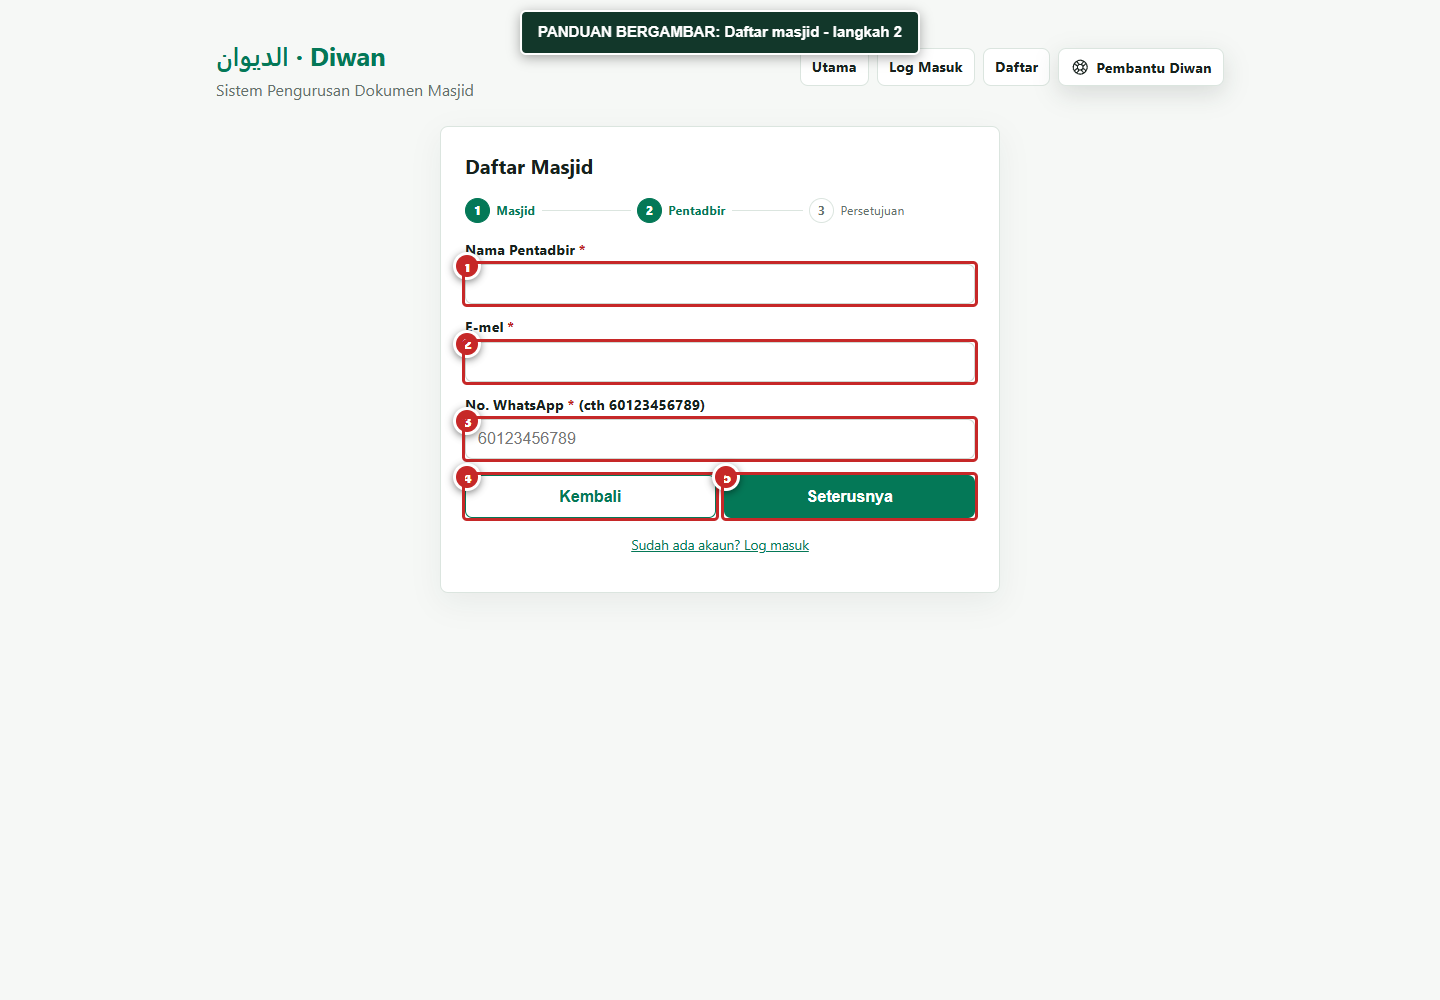 PANDUAN BERGAMBAR: Daftar masjid - langkah 2
الديوان · Diwan
Sistem Pengurusan Dokumen Masjid
Utama
Log Masuk
Daftar
Pembantu Diwan
Daftar Masjid
1 Masjid
2 Pentadbir
3 Persetujuan
Nama Pentadbir *
1
E-mel *
2
No. WhatsApp * (cth 60123456789)
3
60123456789
4
Kembali
5
Seterusnya
Sudah ada akaun? Log masuk